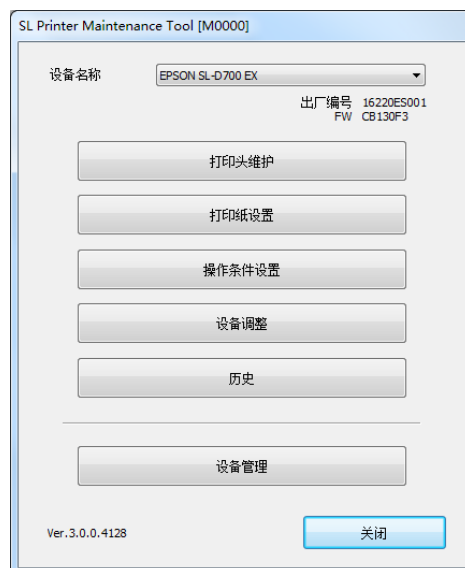 SL Printer Maintenance Tool [M0000]
设备名称 EPSON SL-D700 EX
出厂编号 16220ES001
FW CB130F3
打印头维护
打印纸设置
操作条件设置
设备调整
历史
设备管理
Ver.3.0.0.4128 关闭